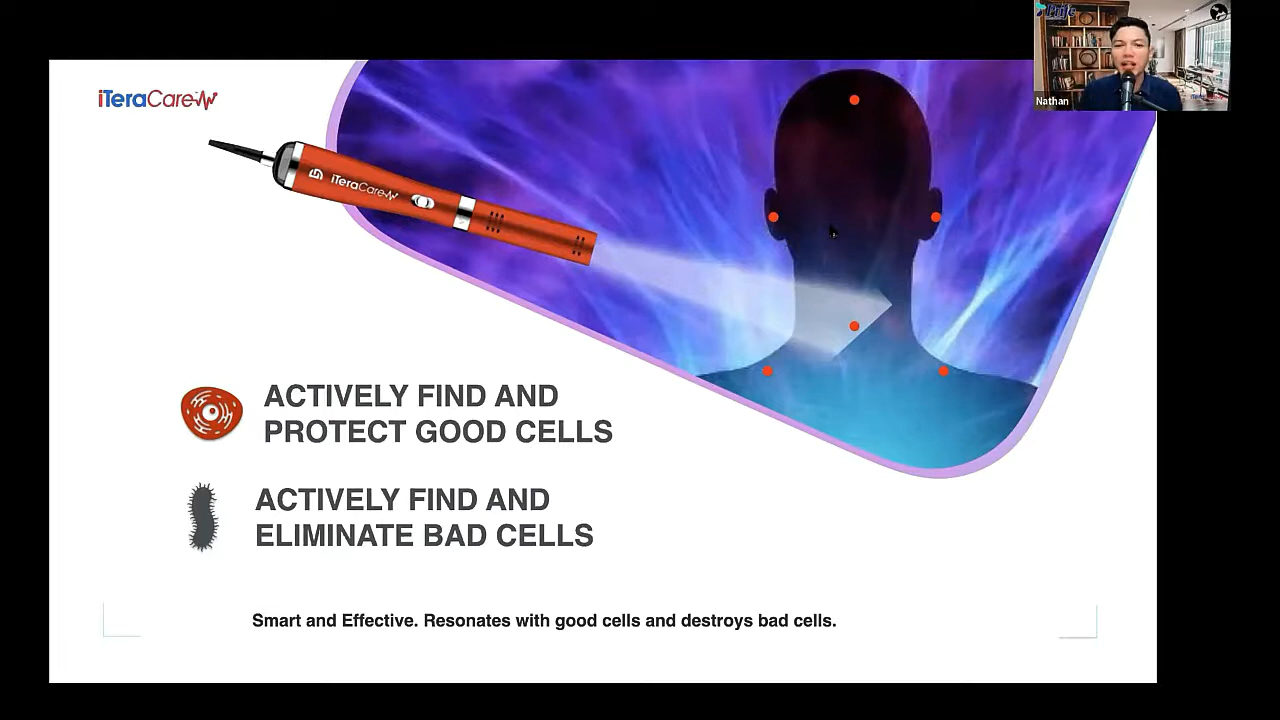 iTeraCare
iTeraCare
ACTIVELY FIND AND
PROTECT GOOD CELLS
ACTIVELY FIND AND
ELIMINATE BAD CELLS
Smart and Effective. Resonates with good cells and destroys bad cells.
Prife
Nathan